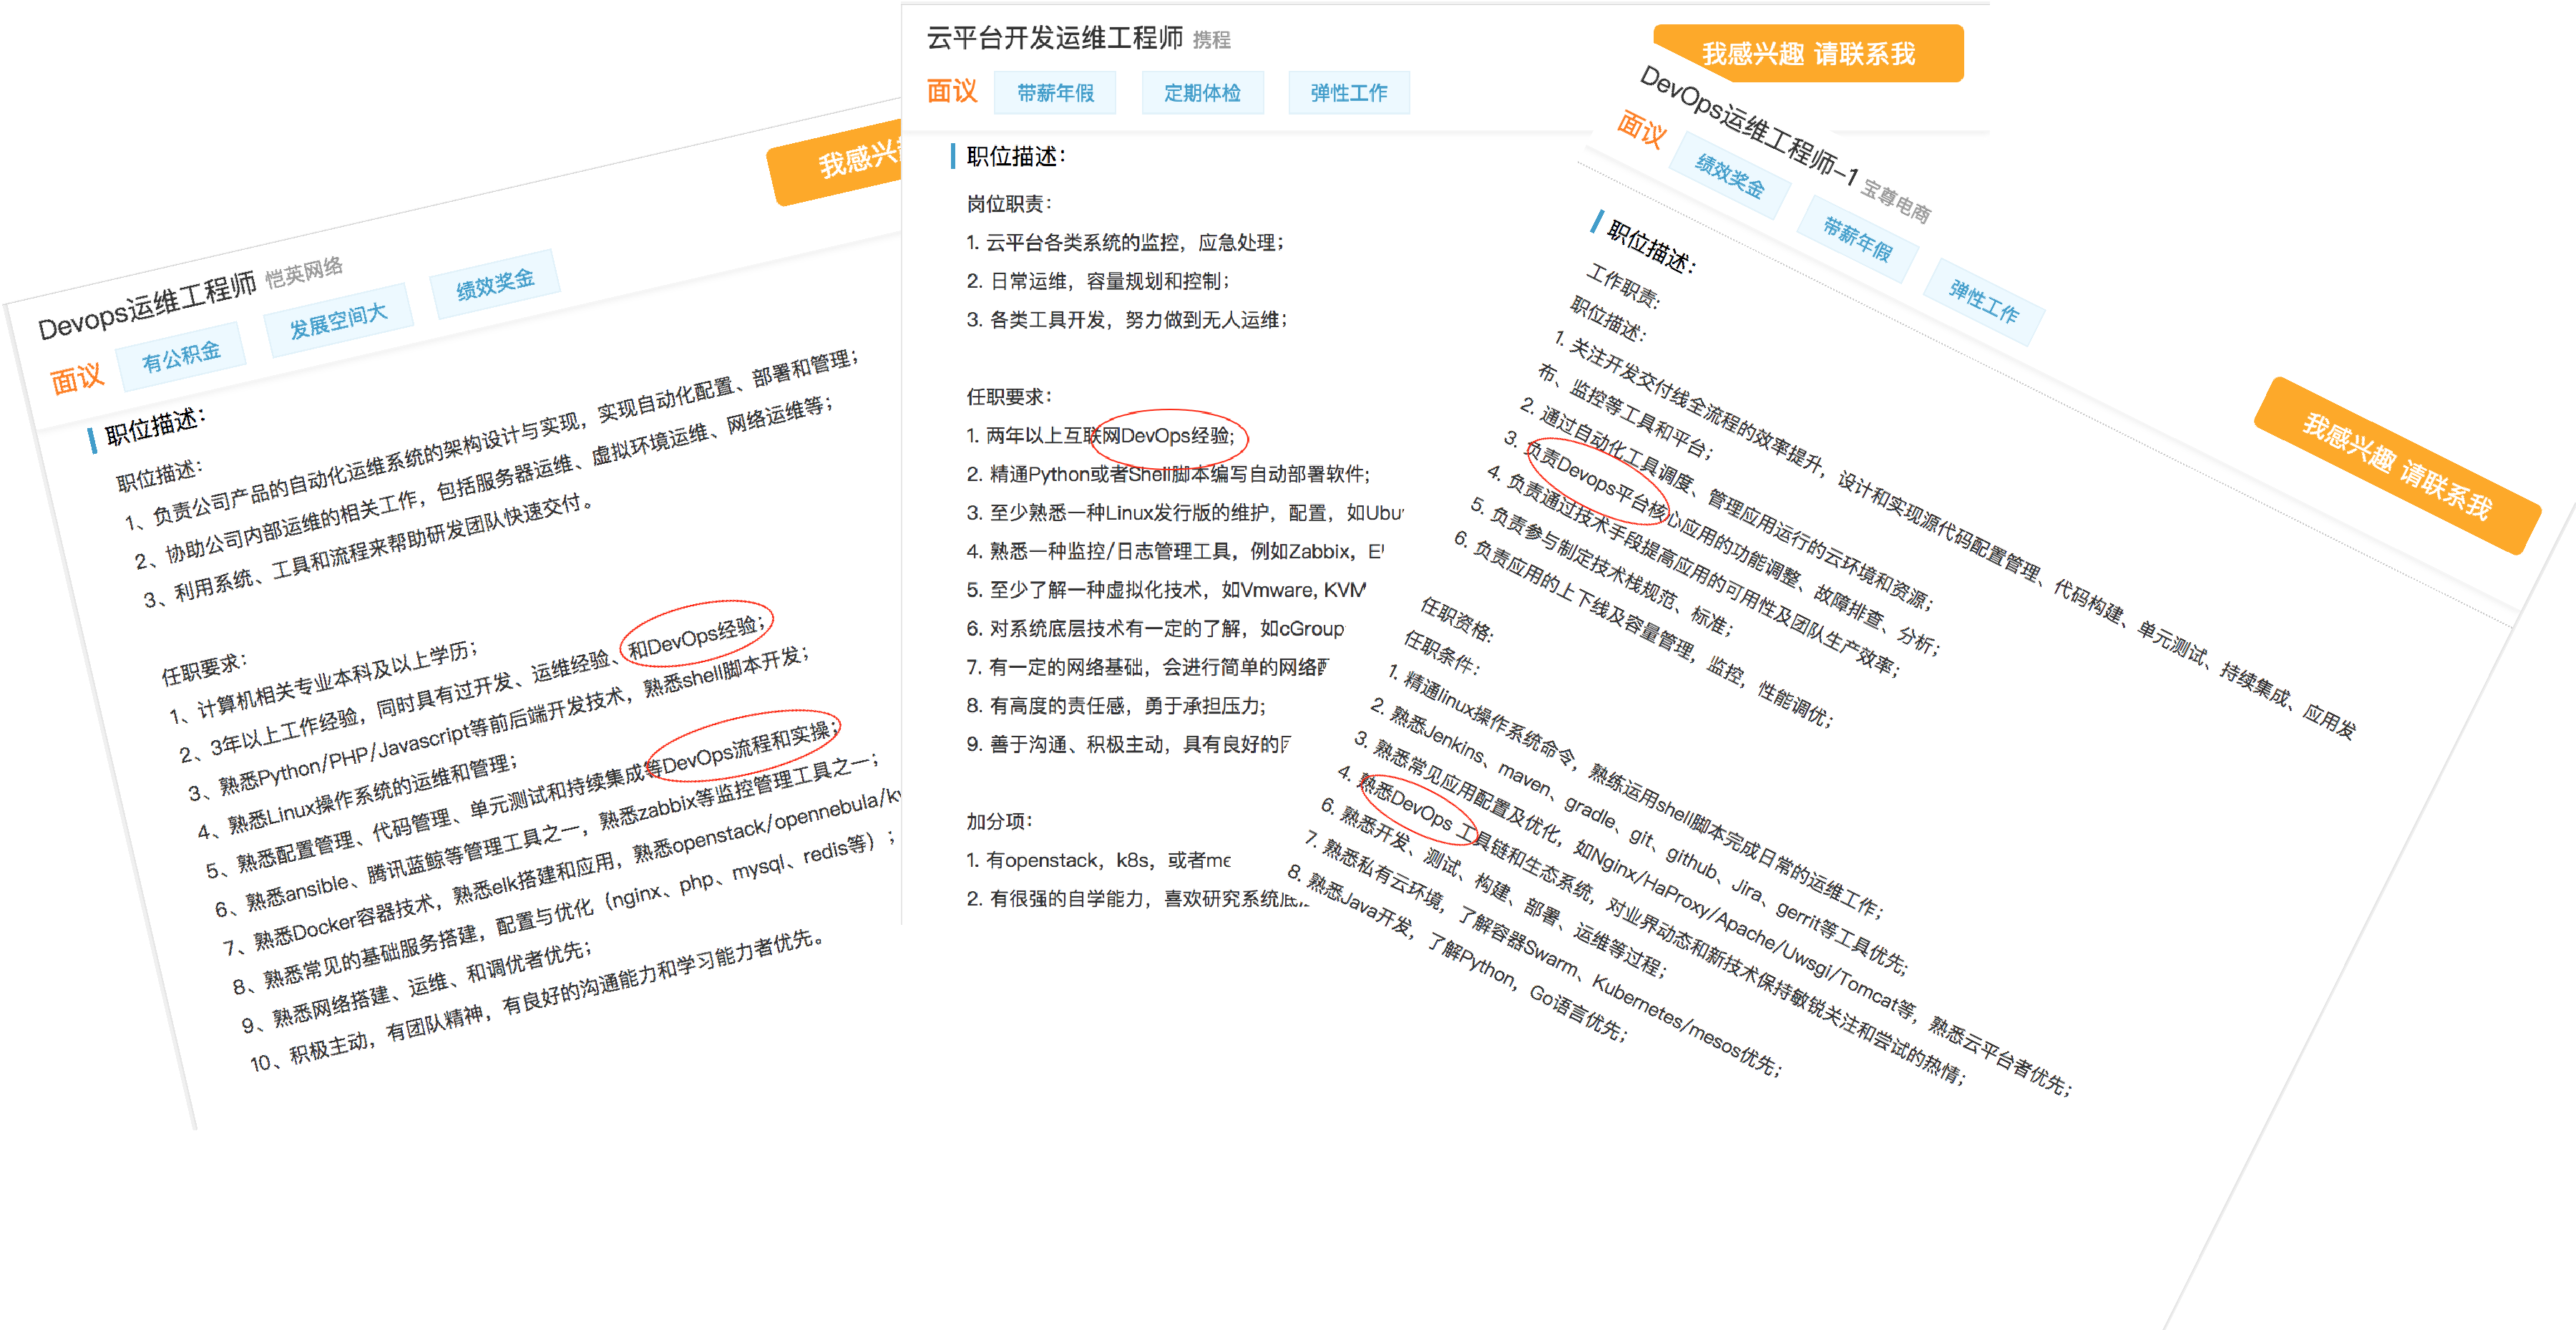 Devops运维工程师 恺英网络
面议 有公积金 发展空间大 绩效奖金
我感兴
职位描述：
职位描述：
1、负责公司产品的自动化运维系统的架构设计与实现，实现自动化配置、部署和管理；
2、协助公司内部运维的相关工作，包括服务器运维、虚拟环境运维、网络运维等；
3、利用系统、工具和流程来帮助研发团队快速交付。
任职要求：
1、计算机相关专业本科及以上学历；
2、3年以上工作经验，同时具有过开发、运维经验、和DevOps经验；
3、熟悉Python/PHP/Javascript等前后端开发技术，熟悉shell脚本开发；
4、熟悉Linux操作系统的运维和管理；
5、熟悉配置管理、代码管理、单元测试和持续集成等DevOps流程和实操；
6、熟悉ansible、腾讯蓝鲸等管理工具之一，熟悉zabbix等监控管理工具之一；
7、熟悉Docker容器技术，熟悉elk搭建和应用，熟悉openstack/opennebula/kv
8、熟悉常见的基础服务搭建，配置与优化（nginx、php、mysql、redis等）；
9、熟悉网络搭建、运维、和调优者优先；
10、积极主动，有团队精神，有良好的沟通能力和学习能力者优先。
云平台开发运维工程师 携程
面议 带薪年假 定期体检 弹性工作
我感兴趣 请联系我
职位描述：
岗位职责：
1. 云平台各类系统的监控，应急处理；
2. 日常运维，容量规划和控制；
3. 各类工具开发，努力做到无人运维；
任职要求：
1. 两年以上互联网DevOps经验;
2. 精通Python或者Shell脚本编写自动部署软件;
3. 至少熟悉一种Linux发行版的维护，配置，如Ubu
4. 熟悉一种监控/日志管理工具，例如Zabbix，
5. 至少了解一种虚拟化技术，如Vmware, KVM
6. 对系统底层技术有一定的了解，如cGroup
7. 有一定的网络基础，会进行简单的网络
8. 有高度的责任感，勇于承担压力;
9. 善于沟通、积极主动，具有良好的
加分项：
1. 有openstack，k8s，或者me
2. 有很强的自学能力，喜欢研究系统底
DevOps运维工程师-1 宝尊电商
面议 绩效奖金 带薪年假 弹性工作
我感兴趣 请联系我
职位描述：
工作职责:
职位描述：
1. 关注开发交付线全流程的效率提升，设计和实现源代码配置管理、代码构建、单元测试、持续集成、应用发
布、监控等工具和平台；
2. 通过自动化工具调度、管理应用运行的云环境和资源；
3. 负责Devops平台核心应用的功能调整、故障排查、分析；
4. 负责通过技术手段提高应用的可用性及团队生产效率；
5. 负责参与制定技术栈规范、标准；
6. 负责应用的上下线及容量管理，监控，性能调优；
任职资格:
任职条件：
1. 精通linux操作系统命令，熟练运用shell脚本完成日常的运维工作；
2. 熟悉Jenkins、maven、gradle、git、github、Jira、gerrit等工具优先；
3. 熟悉常见应用配置及优化，如Nginx/HaProxy/Apache/Uwsgi/Tomcat等，熟悉云平台者优先；
4. 熟悉DevOps 工具链和生态系统，对业界动态和新技术保持敏锐关注和尝试的热情；
6. 熟悉开发、测试、构建、部署、运维等过程；
7. 熟悉私有云环境，了解容器Swarm、Kubernetes/mesos优先；
8. 熟悉Java开发，了解Python，Go语言优先；